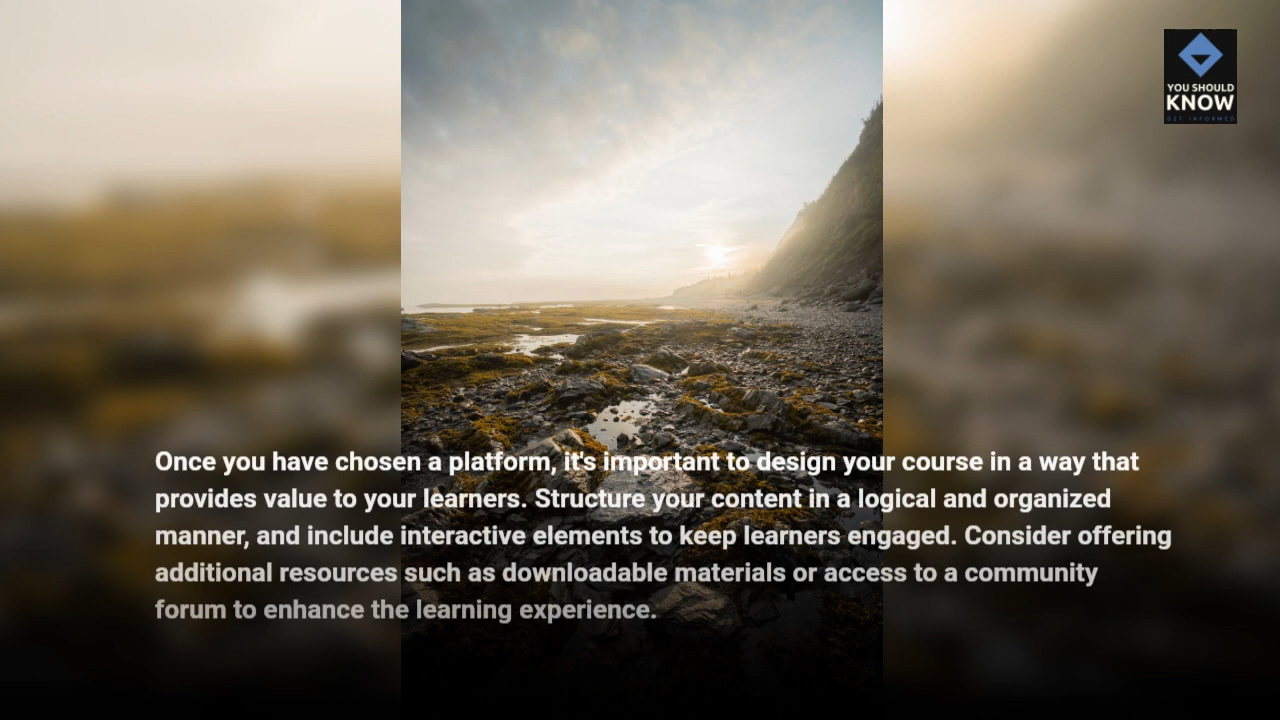 YOU SHOULD
KNOW
GET INFORMED
Once you have chosen a platform, it's important to design your course in a way that
provides value to your learners. Structure your content in a logical and organized
manner, and include interactive elements to keep learners engaged. Consider offering
additional resources such as downloadable materials or access to a community
forum to enhance the learning experience.